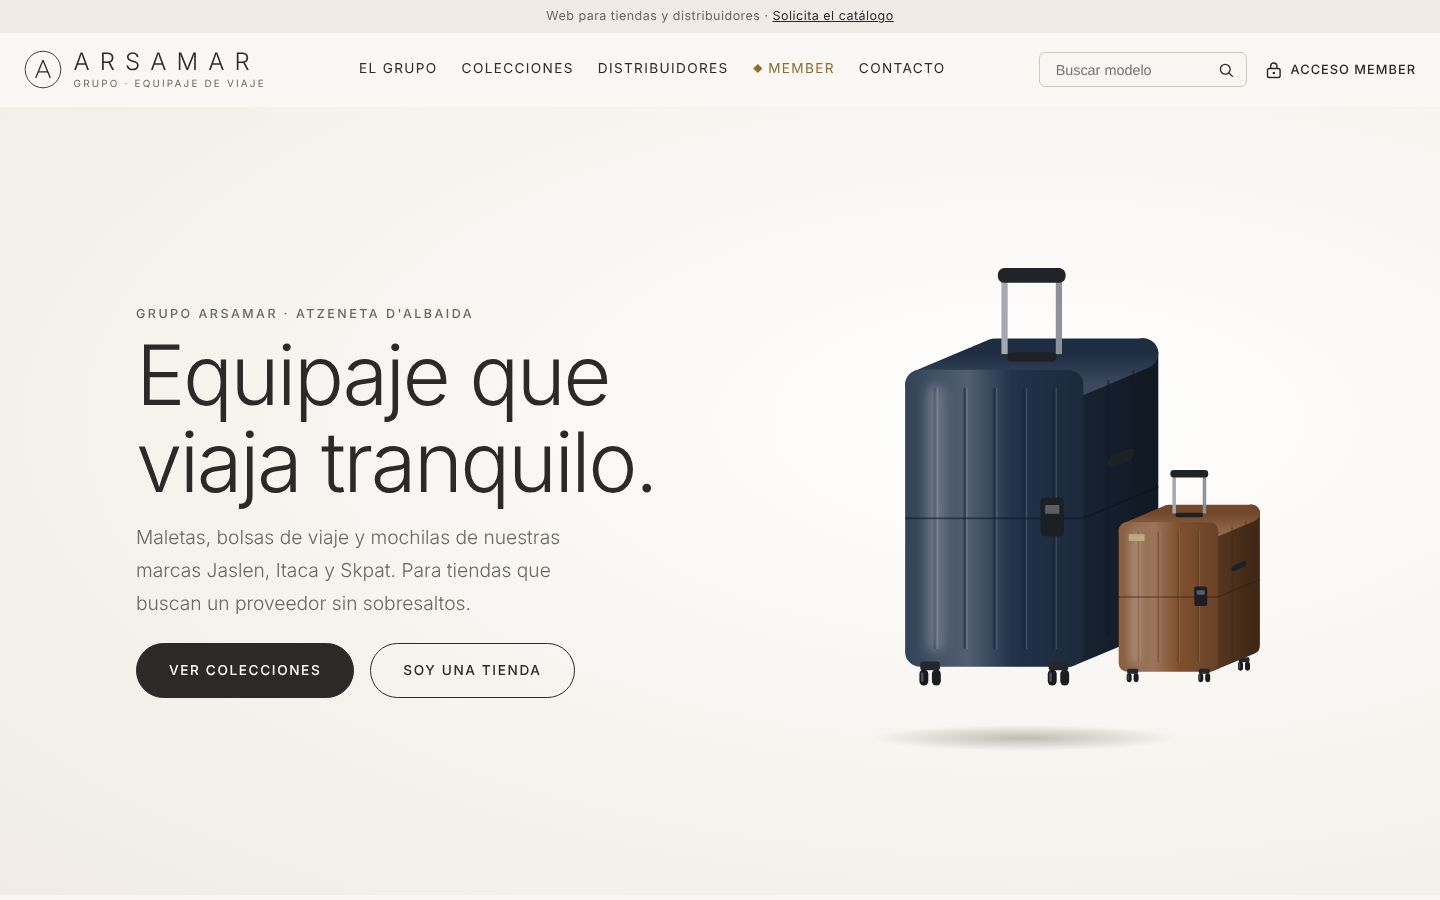 Web para tiendas y distribuidores · Solicita el catálogo
A ARSAMAR
GRUPO · EQUIPAJE DE VIAJE
EL GRUPO COLECCIONES DISTRIBUIDORES ◆ MEMBER CONTACTO
Buscar modelo
ACCESO MEMBER
GRUPO ARSAMAR · ATZENETA D'ALBAIDA
Equipaje que
viaja tranquilo.
Maletas, bolsas de viaje y mochilas de nuestras
marcas Jaslen, Itaca y Skpat. Para tiendas que
buscan un proveedor sin sobresaltos.
VER COLECCIONES SOY UNA TIENDA